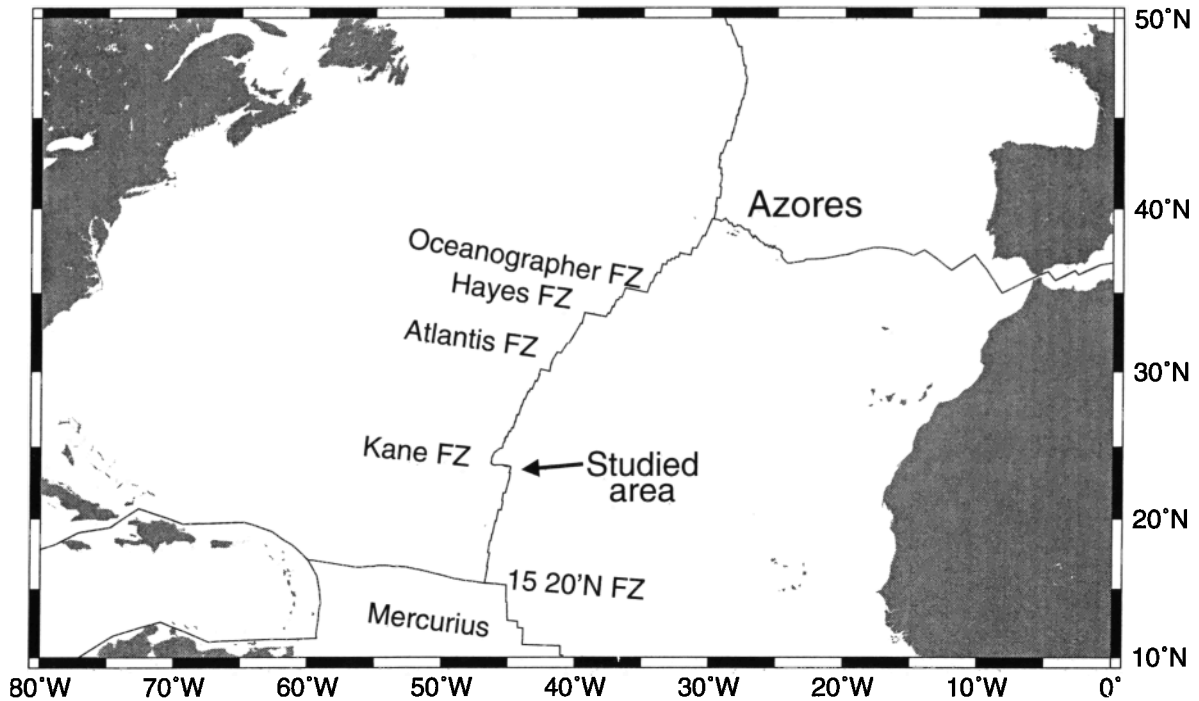 50°N
Azores
40°N
Oceanographer FZ
Hayes FZ
Atlantis FZ
30°N
Kane FZ
Studied
area
20°N
15 20'N FZ
Mercurius
10°N
80°W 70°W 60°W 50°W 40°W 30°W 20°W 10°W 0°